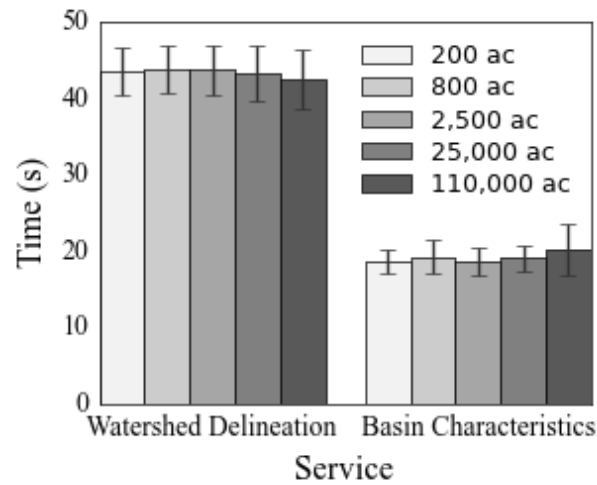 50
40
30
20
10
0
Time (s)
200 ac
800 ac
2,500 ac
25,000 ac
110,000 ac
Watershed Delineation
Basin Characteristics
Service